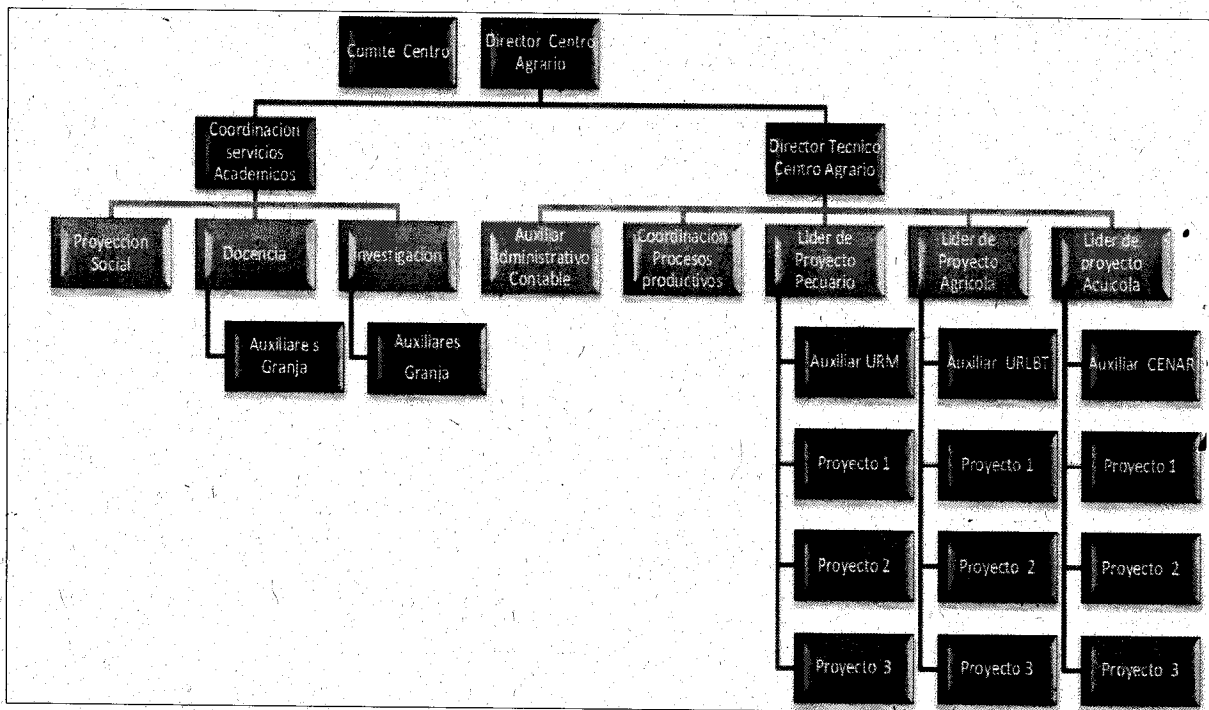 Comite Centro
Director Centro
Agrario
Coordinacion
servicios
Academicos
Director Tecnico
Centro Agrario
Proyeccion
Social
Docencia
Investigacion
Auxiliar
Administrativo
Contable
Coordinacion
Procesos
productivos
Lider de
Proyecto
Pecuario
Lider de
Proyecto
Agricola
Lider de
proyecto
Acuicola
Auxiliares
Granja
Auxiliares
Granja
Auxiliar URM
Auxiliar URLBT
Auxiliar CENAR
Proyecto 1
Proyecto 1
Proyecto 1
Proyecto 2
Proyecto 2
Proyecto 2
Proyecto 3
Proyecto 3
Proyecto 3